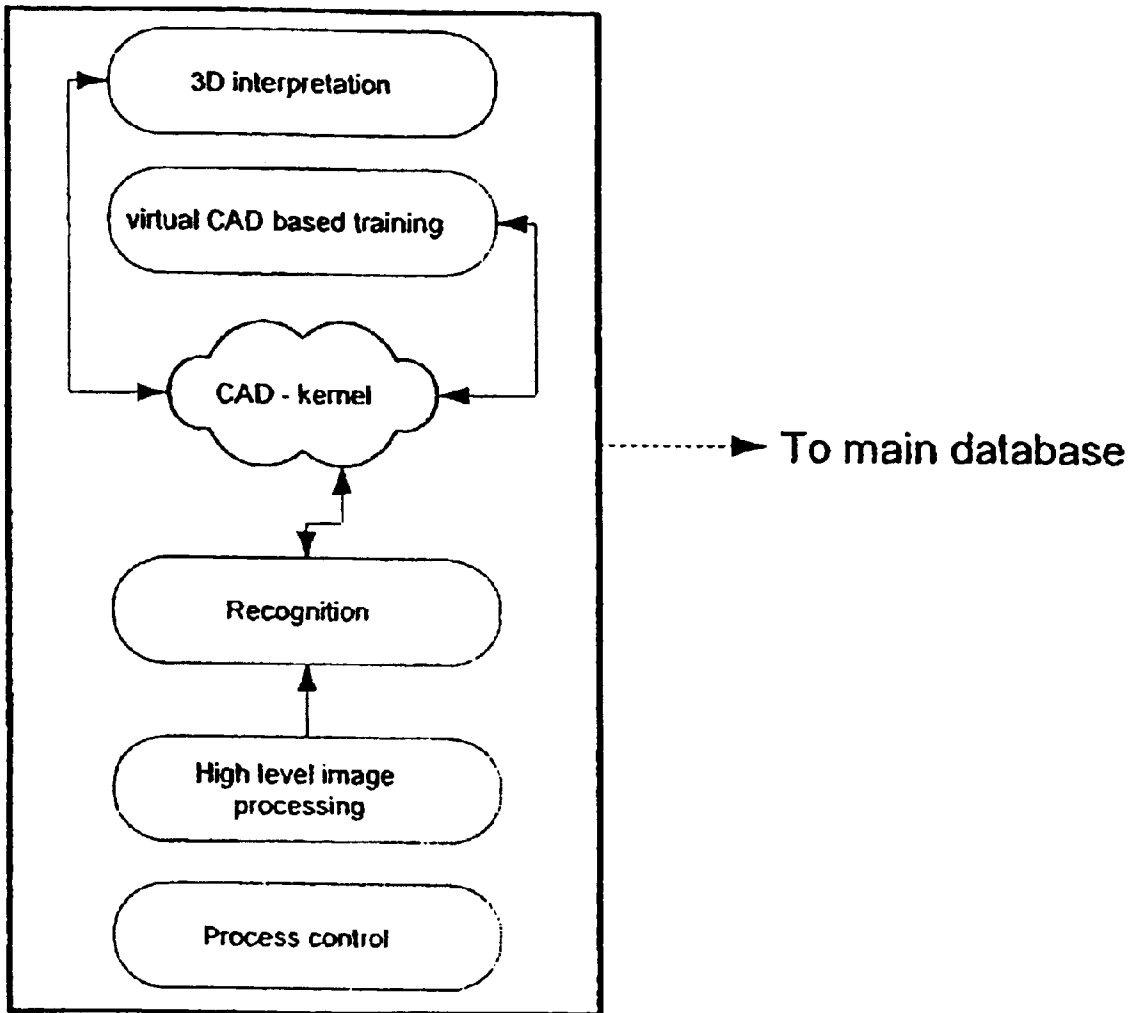 3D interpretation
virtual CAD based training
CAD - kernel
To main database
Recognition
High level image
processing
Process control